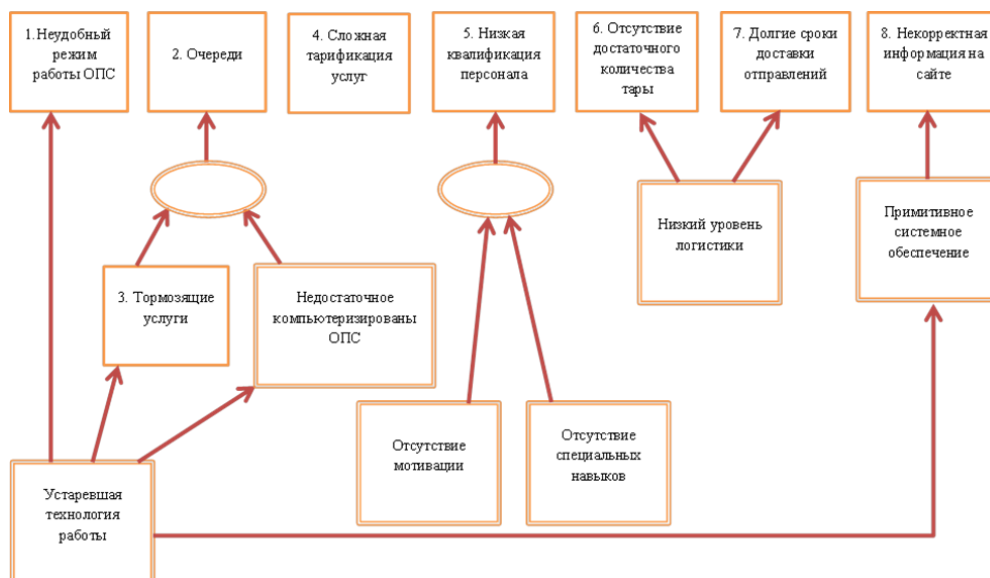 1.Неудобный
режим
работы ОПС
2. Очереди
4. Сложная
тарификация
услуг
5. Низкая
квалификация
персонала
6. Отсутствие
достаточного
количества
тары
7. Долгие сроки
доставки
отправлений
8. Некорректная
информация на
сайте
Низкий уровень
логистики
Примитивное
системное
обеспечение
3. Тормозящие
услуги
Недостаточное
компьютеризированы
ОПС
Отсутствие
мотивации
Отсутствие
специальных
навыков
Устаревшая
технология
работы